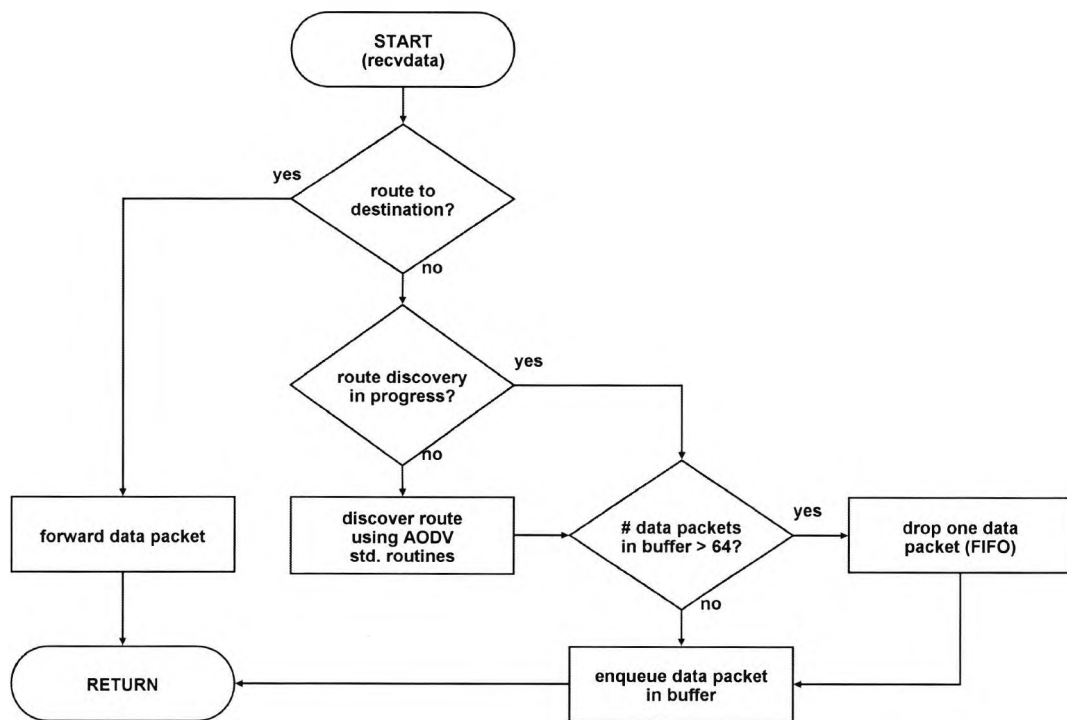 START
(recvdata)
yes
route to
destination?
no
yes
route discovery
in progress?
no
forward data packet
discover route
using AODV
std. routines
# data packets
in buffer > 64?
yes
drop one data
packet (FIFO)
no
RETURN
enqueue data packet
in buffer